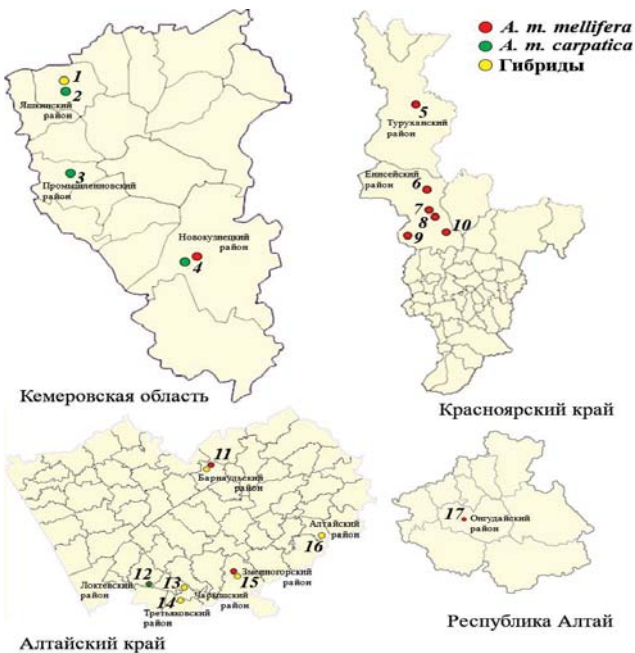 A. m. mellifera
A. m. carpatica
Гибриды
1
2
Яшкинский
район
3
Промышленновский
район
Новокузнецкий
район
4
Кемеровская область
5
Туруханский
район
Енисейский
район
6
7
8
9
10
Красноярский край
11
Барнаульский
район
Алтайский
район
16
12
Локтейский
район
13
14
Третьяковский
район
Змеиногорский
район
15
Чарышский
район
Алтайский край
17
Онгудайский
район
Республика Алтай